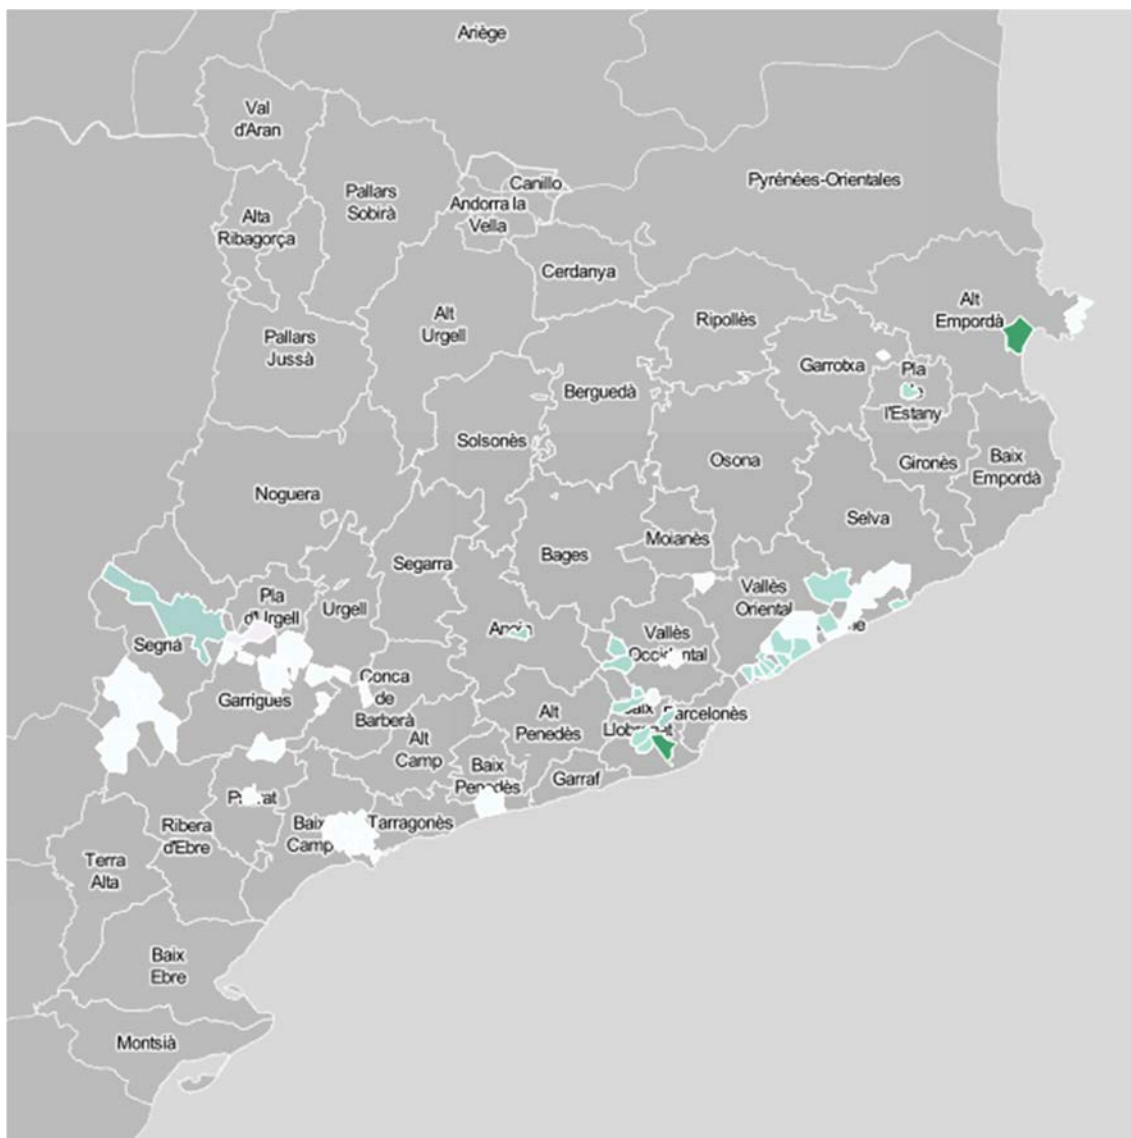 Ariège
Val
d'Aran
Pallars
Sobirà
Canillo
Andorra la
Vella
Pyrénées-Orientales
Alta
Ribagorça
Cerdanya
Alt
Urgell
Ripollès
Alt
Empordà
Pallars
Jussà
Garrotxa
Pla
l'Estany
Berguedà
Solsonès
Osona
Gironès
Baix
Empordà
Noguera
Selva
Segarra
Bages
Moianès
Pla
d'Urgell
Urgell
Vallès
Oriental
Segrià
Vallès
Occidental
Garrigues
Conca
de
Barberà
Alt
Penedès
Baix
Llobregat
Barcelonès
Alt
Camp
Baix
Penedès
Garraf
Ribera
d'Ebre
Baix
Camp
Tarragonès
Terra
Alta
Baix
Ebre
Montsià